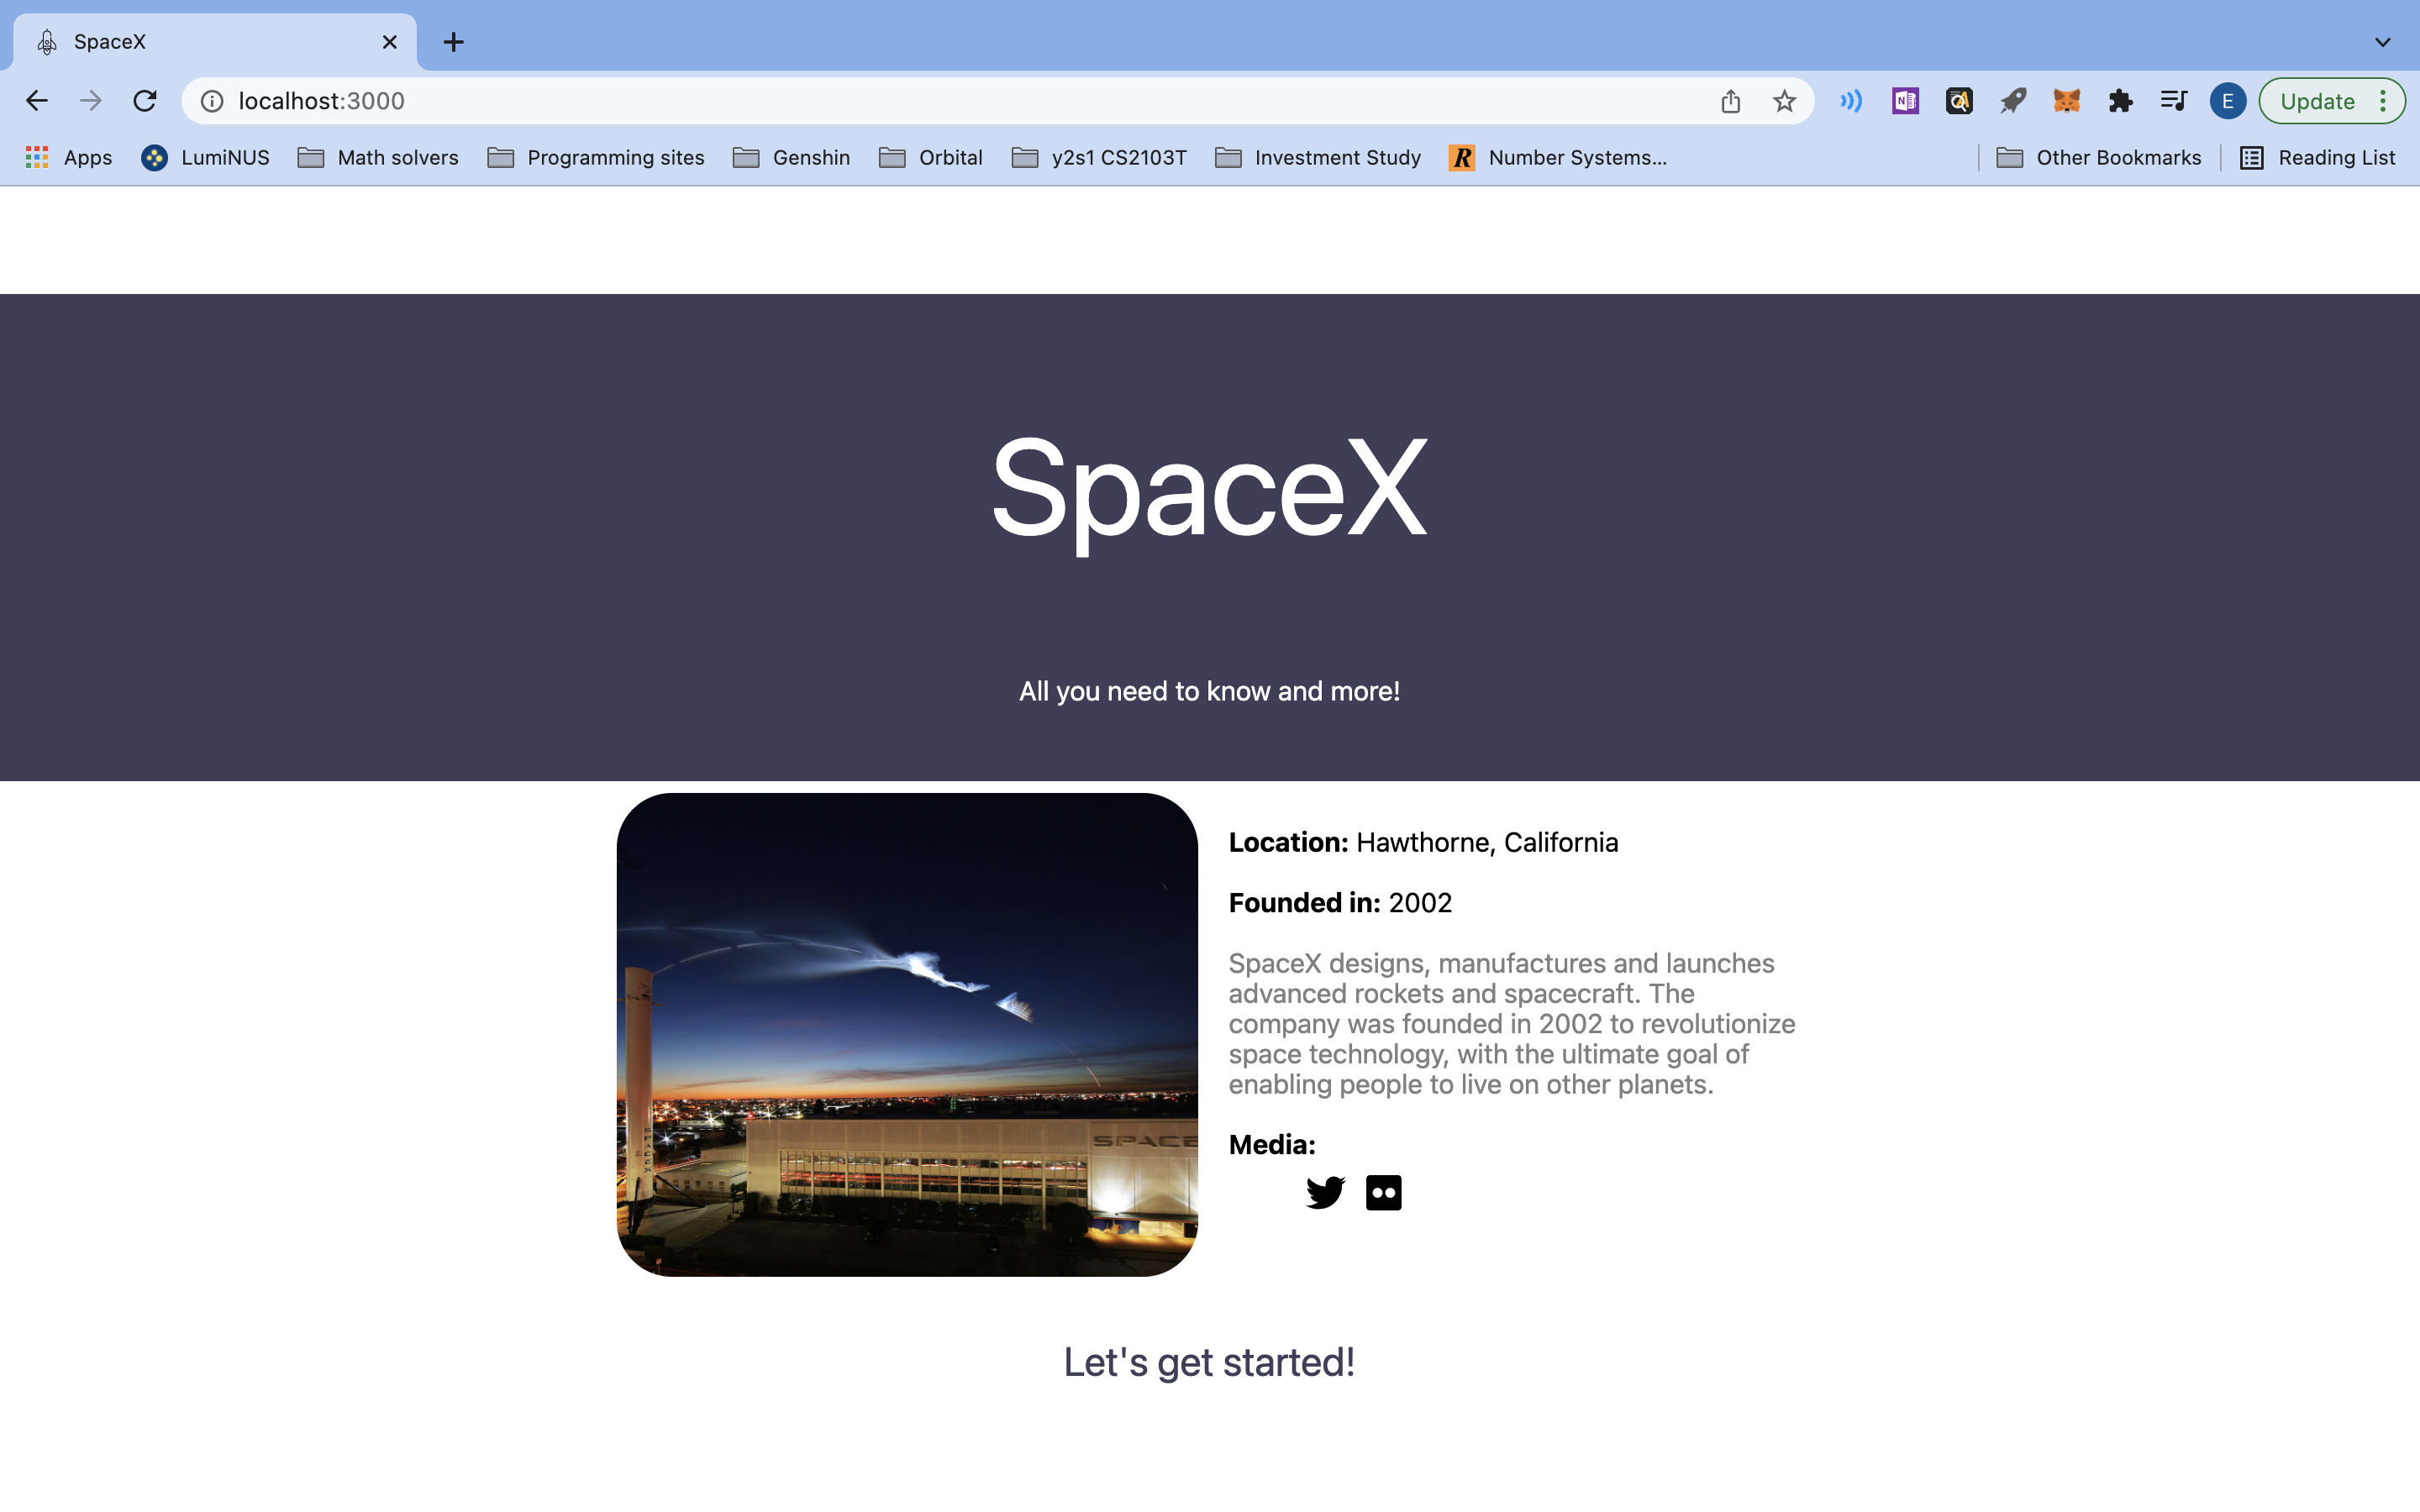 SpaceX
localhost:3000
E
Update
Apps
LumiNUS
Math solvers
Programming sites
Genshin
Orbital
y2s1 CS2103T
Investment Study
R
Number Systems...
Other Bookmarks
Reading List
SpaceX
All you need to know and more!
Location: Hawthorne, California
Founded in: 2002
SpaceX designs, manufactures and launches
advanced rockets and spacecraft. The
company was founded in 2002 to revolutionize
space technology, with the ultimate goal of
enabling people to live on other planets.
Media:
SPACEX
SPACE
Let's get started!